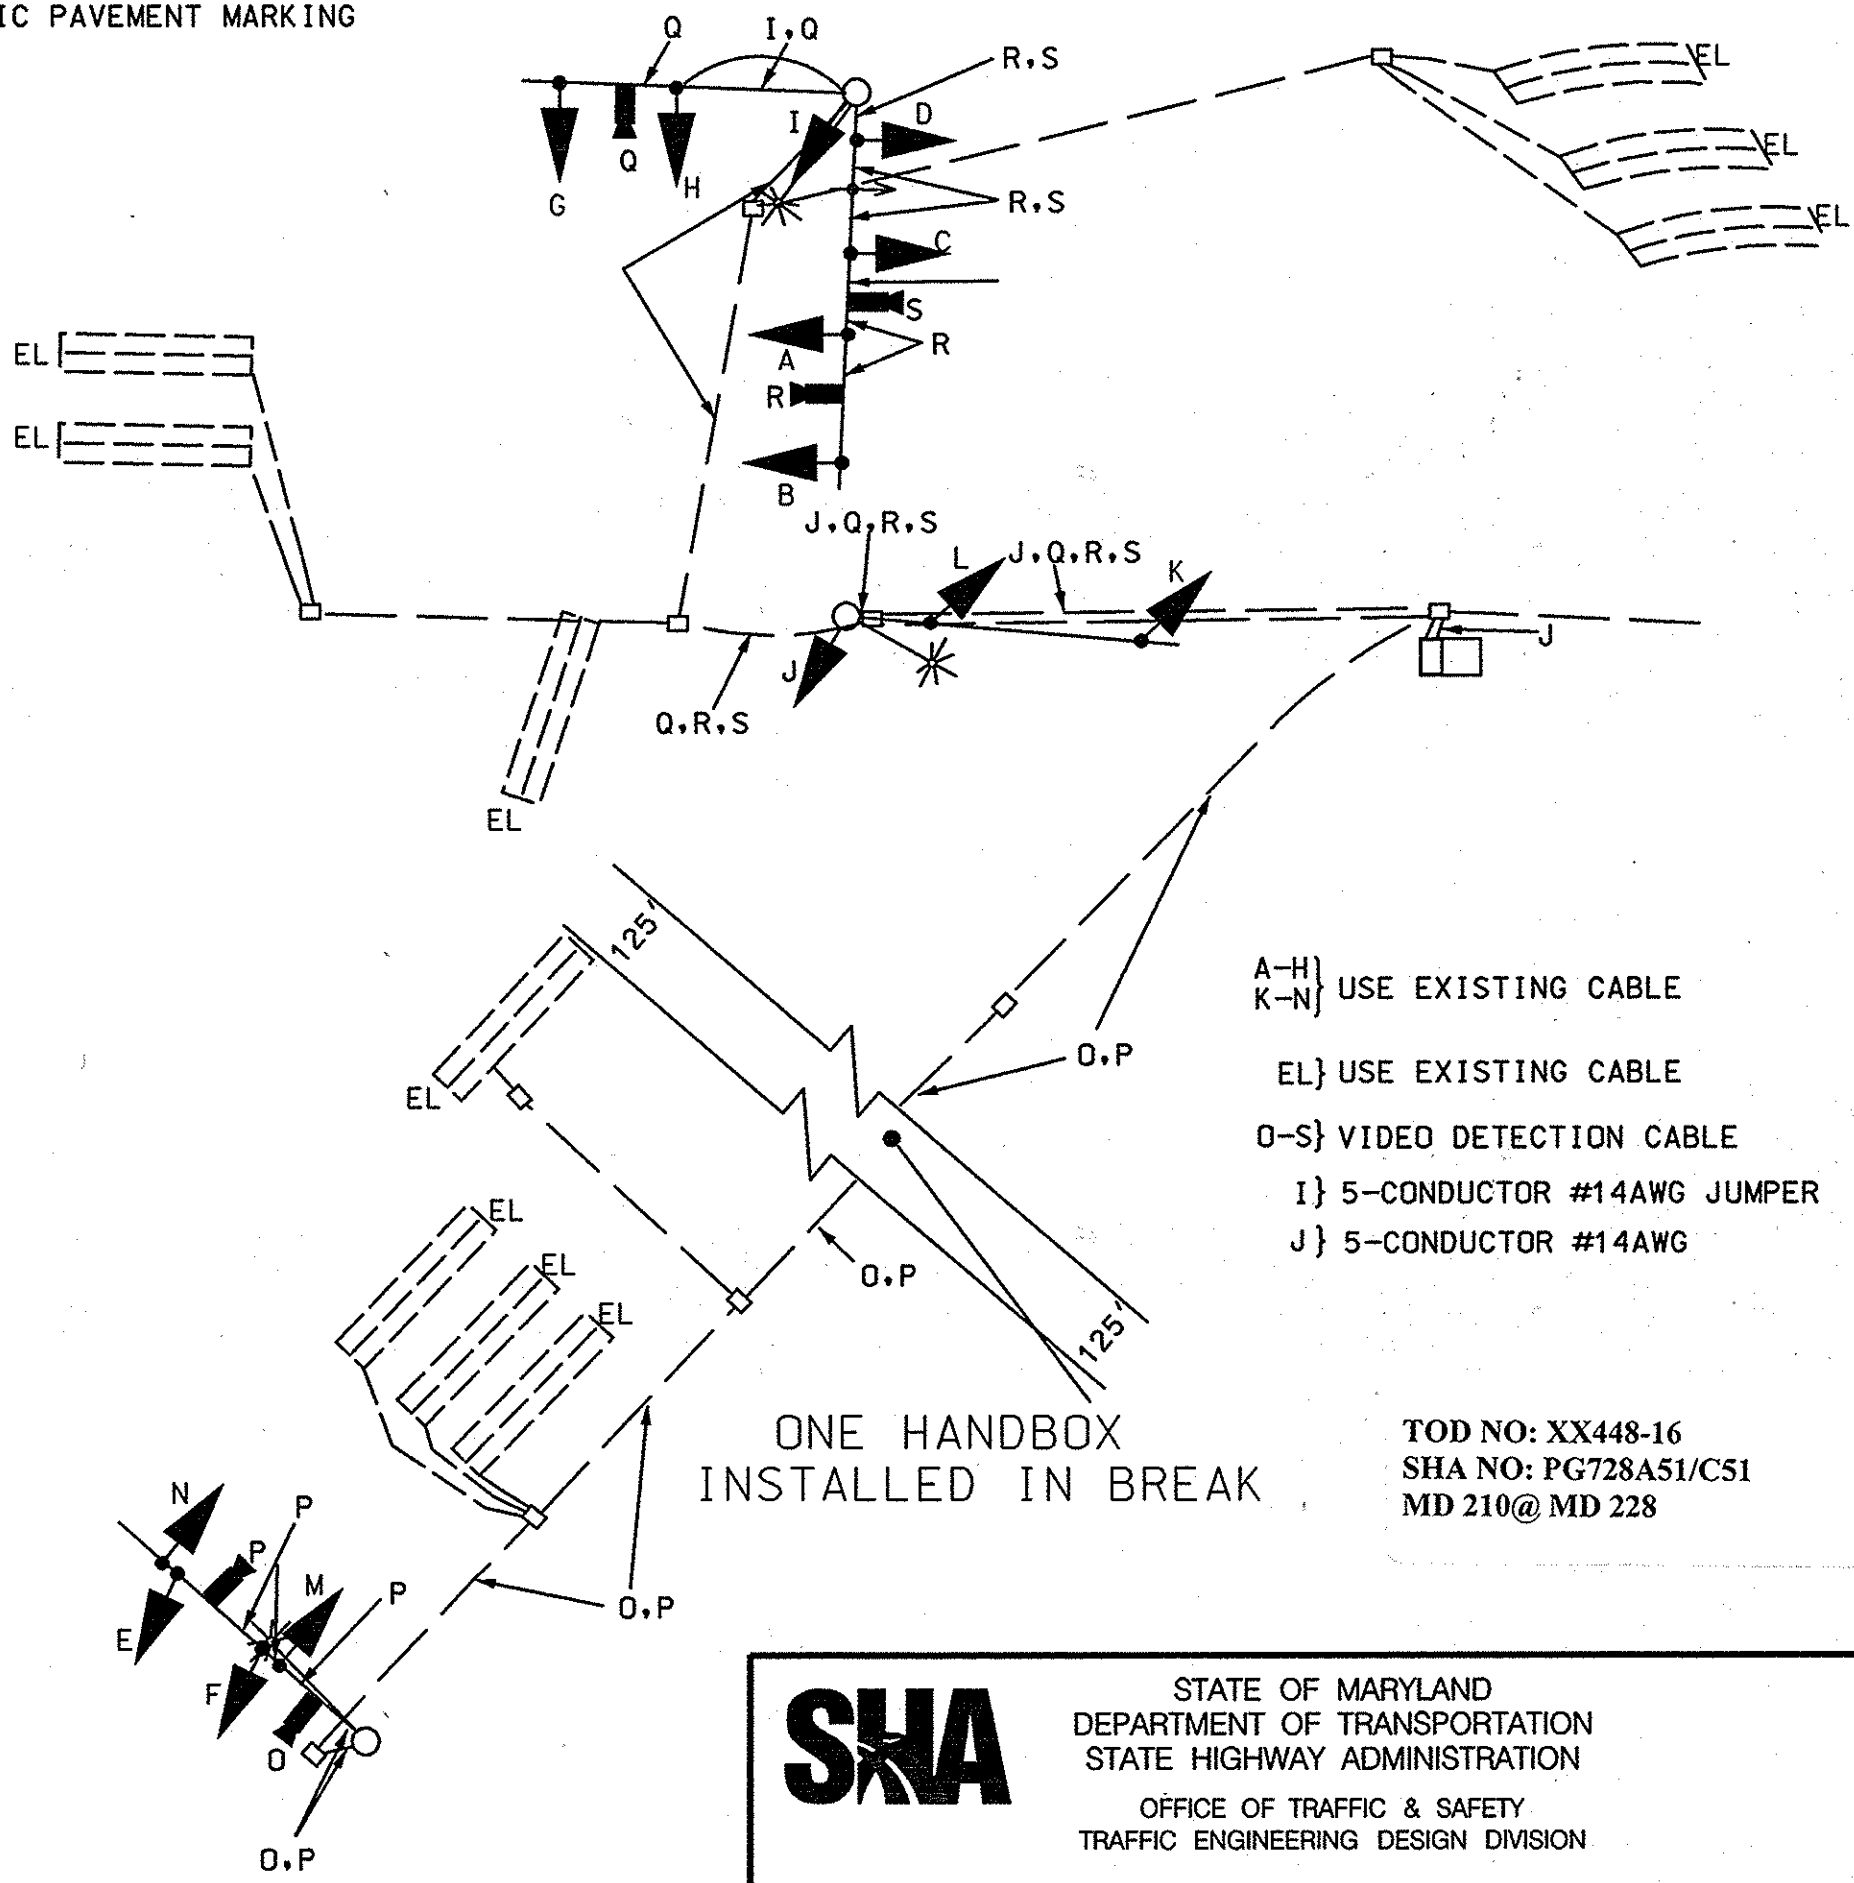 IC PAVEMENT MARKING
Q
I,Q
R,S
EL
D
I
EL
Q
H
G
R,S
EL
C
S
EL
A
R
R
EL
B
J,Q,R,S
L
J,Q,R,S
K
J
J
Q,R,S
EL
125'
A-H}
K-N} USE EXISTING CABLE
O,P
EL} USE EXISTING CABLE
EL
O-S} VIDEO DETECTION CABLE
I} 5-CONDUCTOR #14AWG JUMPER
EL
J} 5-CONDUCTOR #14AWG
EL
O,P
EL
125'
ONE HANDBOX
INSTALLED IN BREAK
TOD NO: XX448-16
SHA NO: PG728A51/C51
MD 210@ MD 228
N
P
P
M
P
E
O,P
F
O
O,P
SHA
STATE OF MARYLAND
DEPARTMENT OF TRANSPORTATION
STATE HIGHWAY ADMINISTRATION
OFFICE OF TRAFFIC & SAFETY
TRAFFIC ENGINEERING DESIGN DIVISION